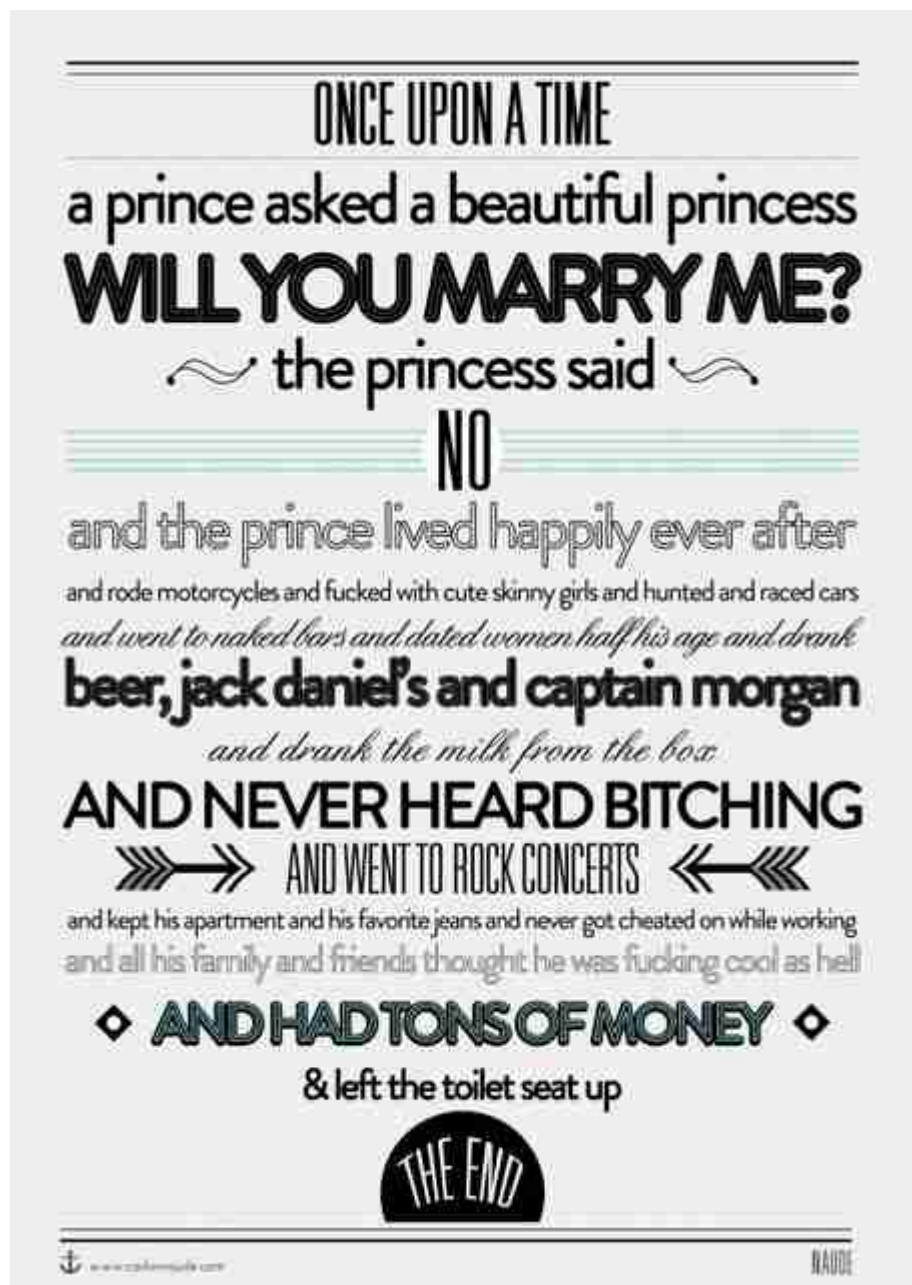 ONCE UPON A TIME
a prince asked a beautiful princess
WILL YOU MARRY ME?
the princess said
NO
and the prince lived happily ever after
and rode motorcycles and fucked with cute skinny girls and hunted and raced cars
and went to naked bars and dated women half his age and drank
beer, jack daniel's and captain morgan
and drank the milk from the box
AND NEVER HEARD BITCHING
AND WENT TO ROCK CONCERTS
and kept his apartment and his favorite jeans and never got cheated on while working
and all his family and friends thought he was fucking cool as hell
AND HAD TONS OF MONEY
& left the toilet seat up
THE END
NAUDE